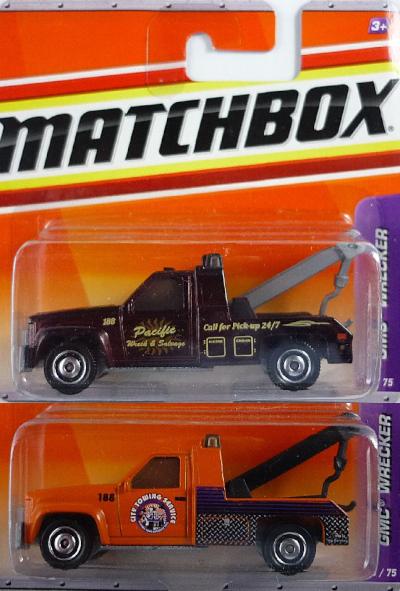 3+
MATCHBOX
GMC WRECKER
188
Pacific
Wreck & Salvage
Call for Pick-up 24/7
75
188
CITY TOWING SERVICE
GMC® WRECKER
/ 75